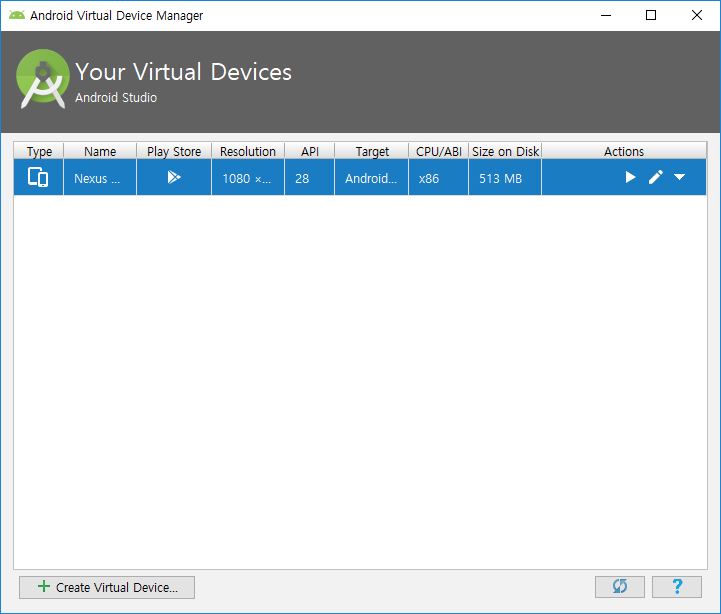 Android Virtual Device Manager
Your Virtual Devices
Android Studio
Type Name Play Store Resolution API Target CPU/ABI Size on Disk Actions
Nexus ... 1080 ×... 28 Android... x86 513 MB
Create Virtual Device...
?